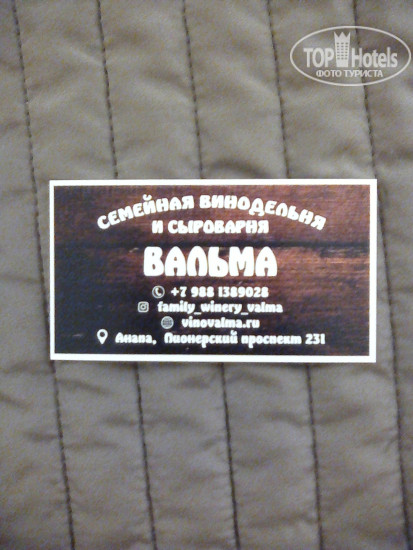 TOP Hotels
ФОТО ТУРИСТА
СЕМЕЙНАЯ ВИНОДЕЛЬНЯ
И СЫРОВАРНЯ
ВАЛЬМА
+7 988 1389028
family_winery_valma
vinovalma.ru
Анапа, Пионерский проспект 231